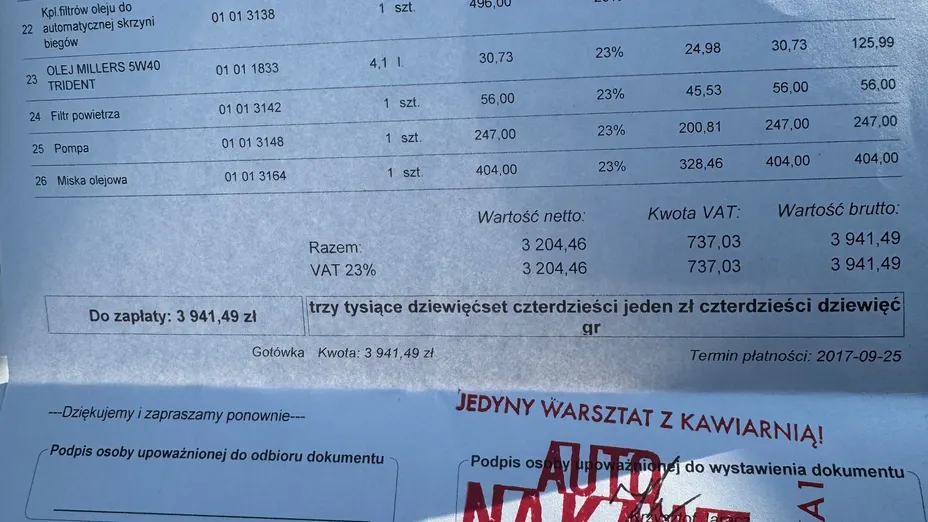 22 Kpl.filtrów oleju do automatycznej skrzyni biegów 01 01 3138 1 szt. 496,00
23 OLEJ MILLERS 5W40 TRIDENT 01 01 1833 4,1 l. 30,73 23% 24,98 30,73 125,99
24 Filtr powietrza 01 01 3142 1 szt. 56,00 23% 45,53 56,00 56,00
25 Pompa 01 01 3148 1 szt. 247,00 23% 200,81 247,00 247,00
26 Miska olejowa 01 01 3164 1 szt. 404,00 23% 328,46 404,00 404,00
Wartość netto: Kwota VAT: Wartość brutto:
Razem: 3 204,46 737,03 3 941,49
VAT 23% 3 204,46 737,03 3 941,49
Do zapłaty: 3 941,49 zł
trzy tysiące dziewięćset czterdzieści jeden zł czterdzieści dziewięć
gr
Gotówka Kwota: 3 941,49 zł
Termin płatności: 2017-09-25
---Dziękujemy i zapraszamy ponownie---
JEDYNY WARSZTAT Z KAWIARNIĄ!
Podpis osoby upoważnionej do odbioru dokumentu
Podpis osoby upoważnionej do wystawienia dokumentu
AUTO